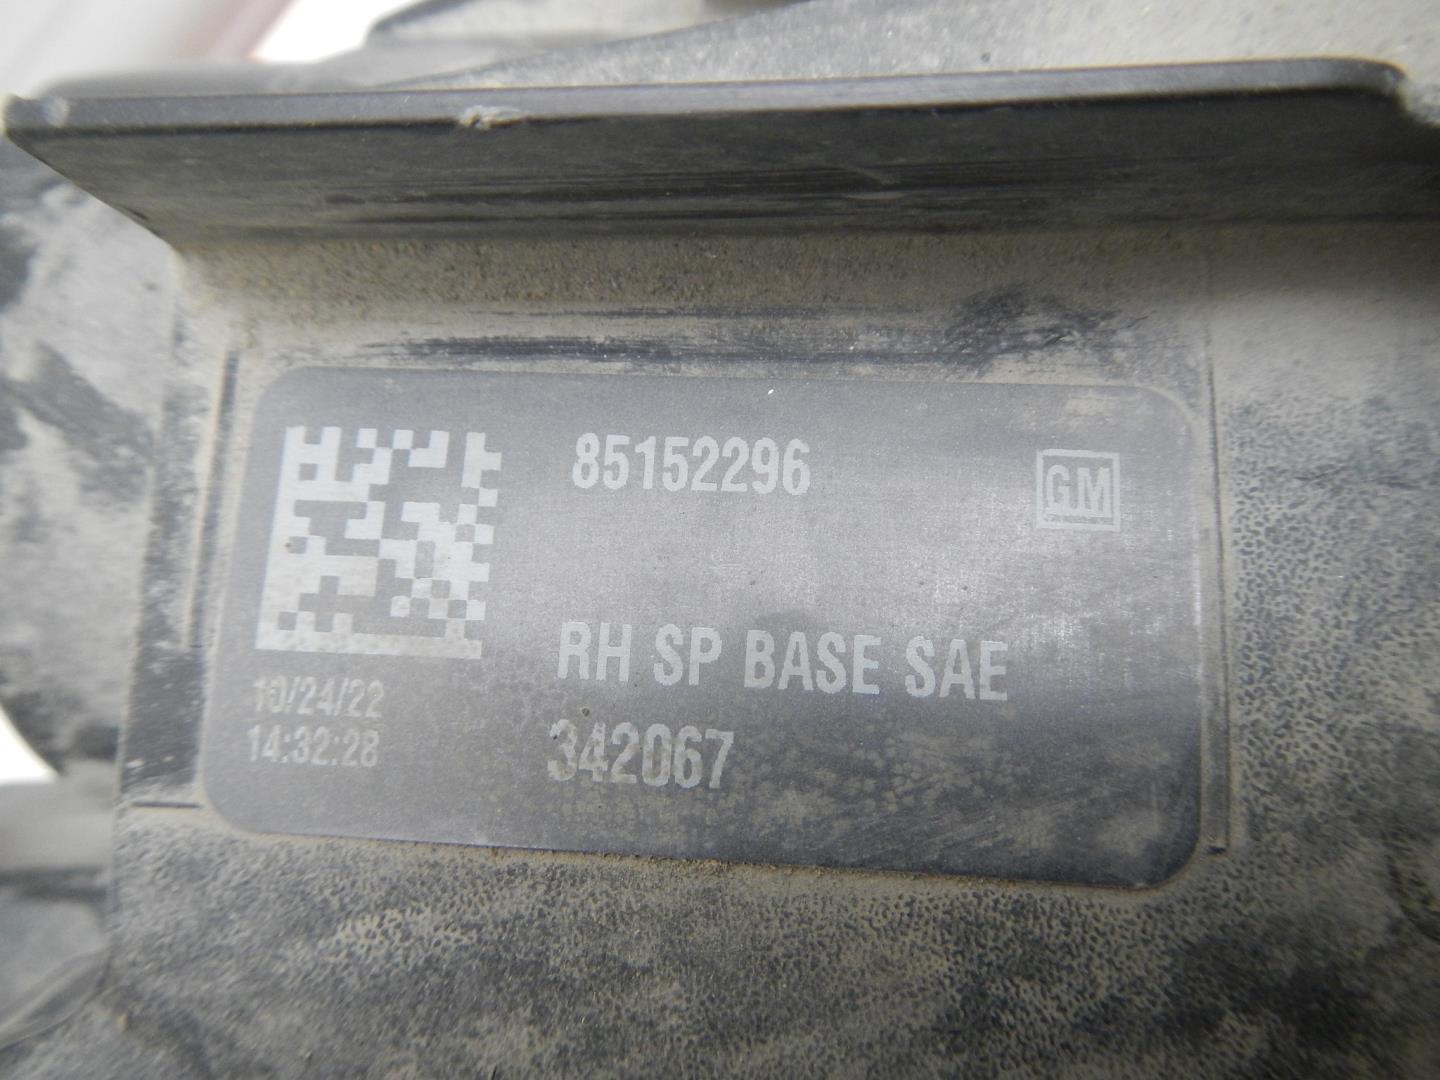 85152296
GM
RH SP BASE SAE
10/24/22
14:32:28
342067